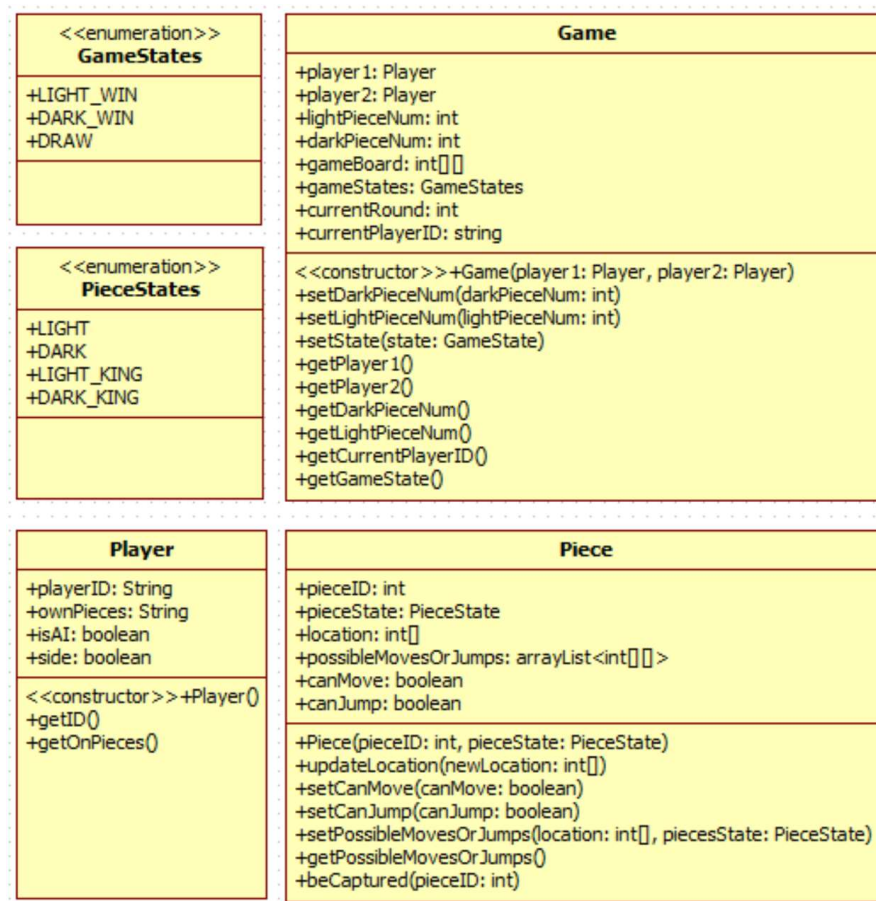 <<enumeration>>
GameStates
+LIGHT_WIN
+DARK_WIN
+DRAW
<<enumeration>>
PieceStates
+LIGHT
+DARK
+LIGHT_KING
+DARK_KING
Game
+player1: Player
+player2: Player
+lightPieceNum: int
+darkPieceNum: int
+gameBoard: int[][]
+gameStates: GameStates
+currentRound: int
+currentPlayerID: string
<<constructor>>+Game(player1: Player, player2: Player)
+setDarkPieceNum(darkPieceNum: int)
+setLightPieceNum(lightPieceNum: int)
+setState(state: GameState)
+getPlayer1()
+getPlayer2()
+getDarkPieceNum()
+getLightPieceNum()
+getCurrentPlayerID()
+getGameState()
Player
+playerID: String
+ownPieces: String
+isAI: boolean
+side: boolean
<<constructor>>+Player()
+getID()
+getOnPieces()
Piece
+pieceID: int
+pieceState: PieceState
+location: int[]
+possibleMovesOrJumps: arrayList<int[][]>
+canMove: boolean
+canJump: boolean
+Piece(pieceID: int, pieceState: PieceState)
+updateLocation(newLocation: int[])
+setCanMove(canMove: boolean)
+setCanJump(canJump: boolean)
+setPossibleMovesOrJumps(location: int[], piecesState: PieceState)
+getPossibleMovesOrJumps()
+beCaptured(pieceID: int)